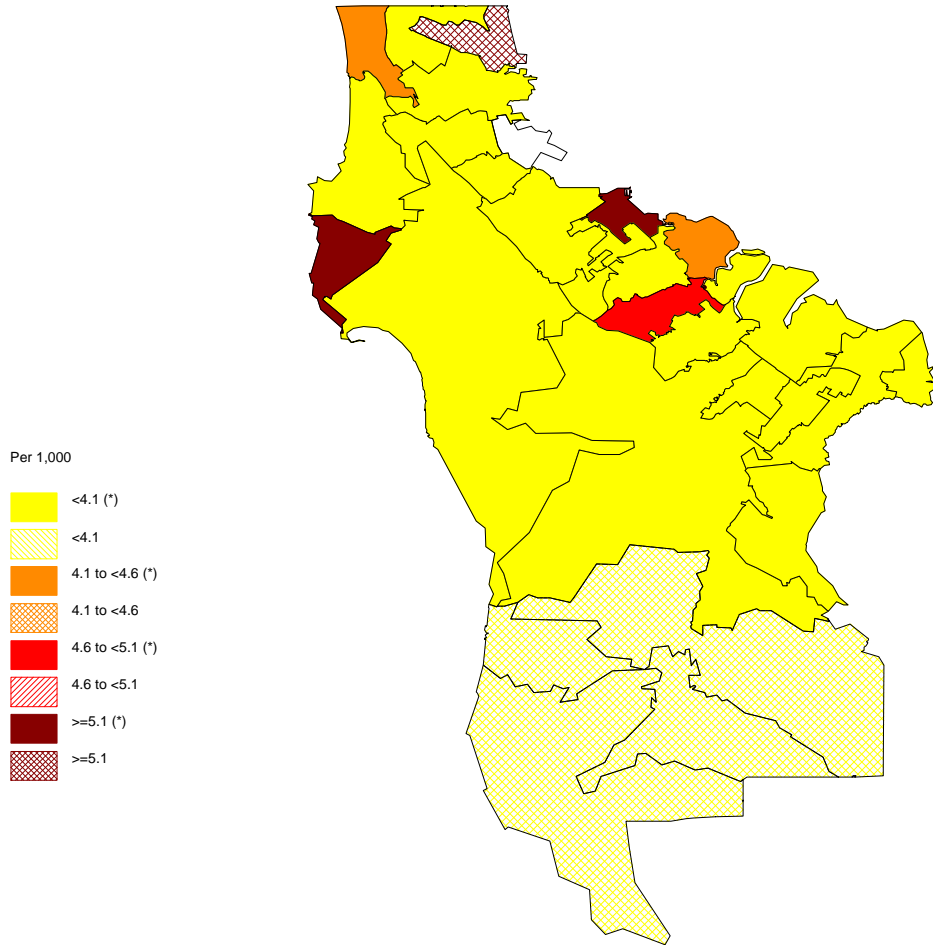 Per 1,000
<4.1 (*)
<4.1
4.1 to <4.6 (*)
4.1 to <4.6
4.6 to <5.1 (*)
4.6 to <5.1
>=5.1 (*)
>=5.1